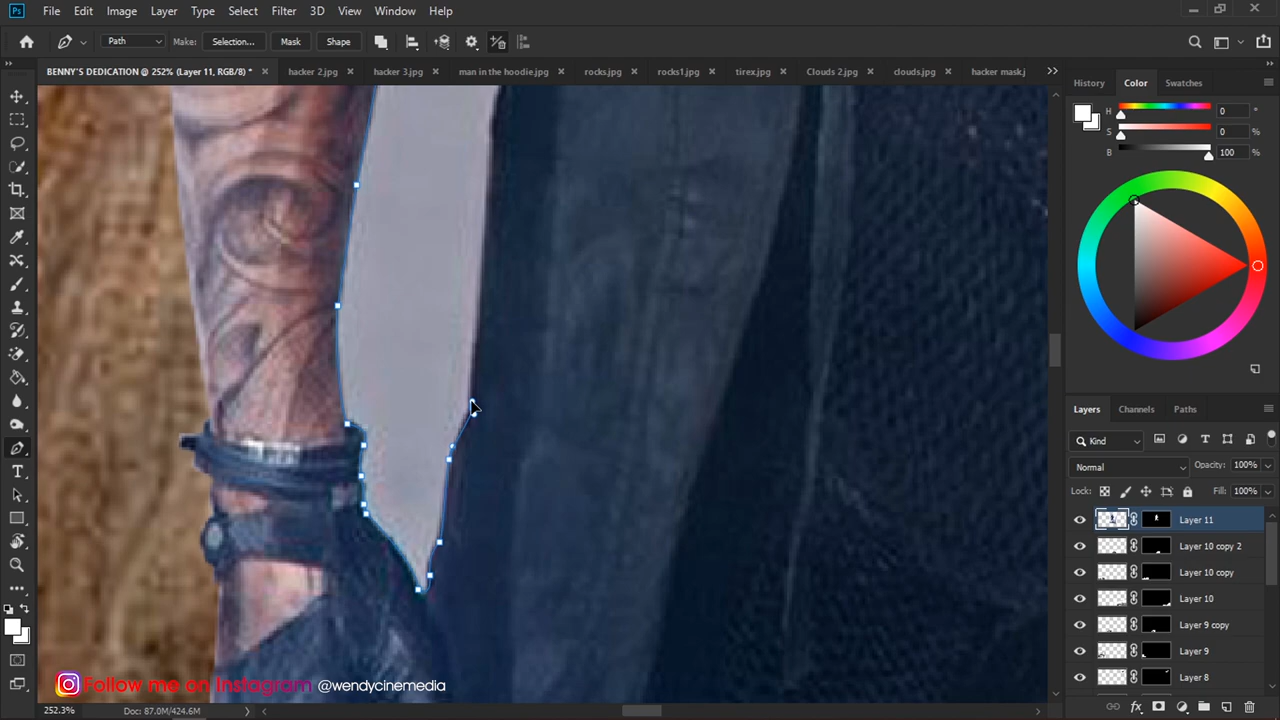 Ps File Edit Image Layer Type Select Filter 3D View Window Help
Path Make: Selection... Mask Shape
BENNY'S DEDICATION @ 252% (Layer 11, RGB/8) * × hacker 2.jpg × hacker 3.jpg × man in the hoodie.jpg × rocks.jpg × rocks1.jpg × tirex.jpg × Clouds 2.jpg × clouds.jpg × hacker mask.j
History Color Swatches
H 0 °
S 0 %
B 100 %
Layers Channels Paths
Kind
Normal Opacity: 100%
Lock: Fill: 100%
Layer 11
Layer 10 copy 2
Layer 10 copy
Layer 10
Layer 9 copy
Layer 9
Layer 8
Follow me on Instagram @wendycinemedia
252.3% Doc: 87.0M/424.6M